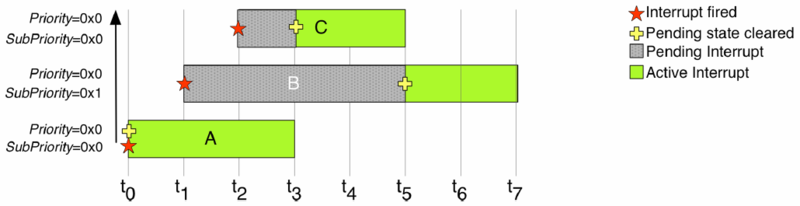 Priority=0x0
SubPriority=0x0
C
Priority=0x0
SubPriority=0x1
B
Priority=0x0
SubPriority=0x0
A
t0 t1 t2 t3 t4 t5 t6 t7
Interrupt fired
Pending state cleared
Pending Interrupt
Active Interrupt